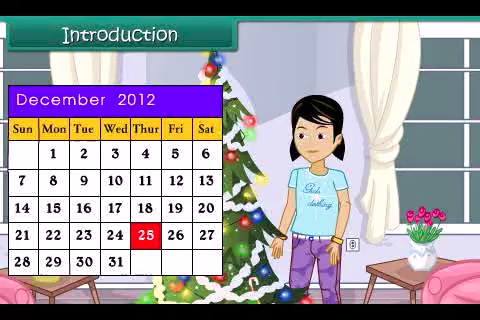 Introduction
December 2012
Sun Mon Tue Wed Thur Fri Sat
1 2 3 4 5 6
7 8 9 10 11 12 13
14 15 16 17 18 19 20
21 22 23 24 25 26 27
28 29 30 31